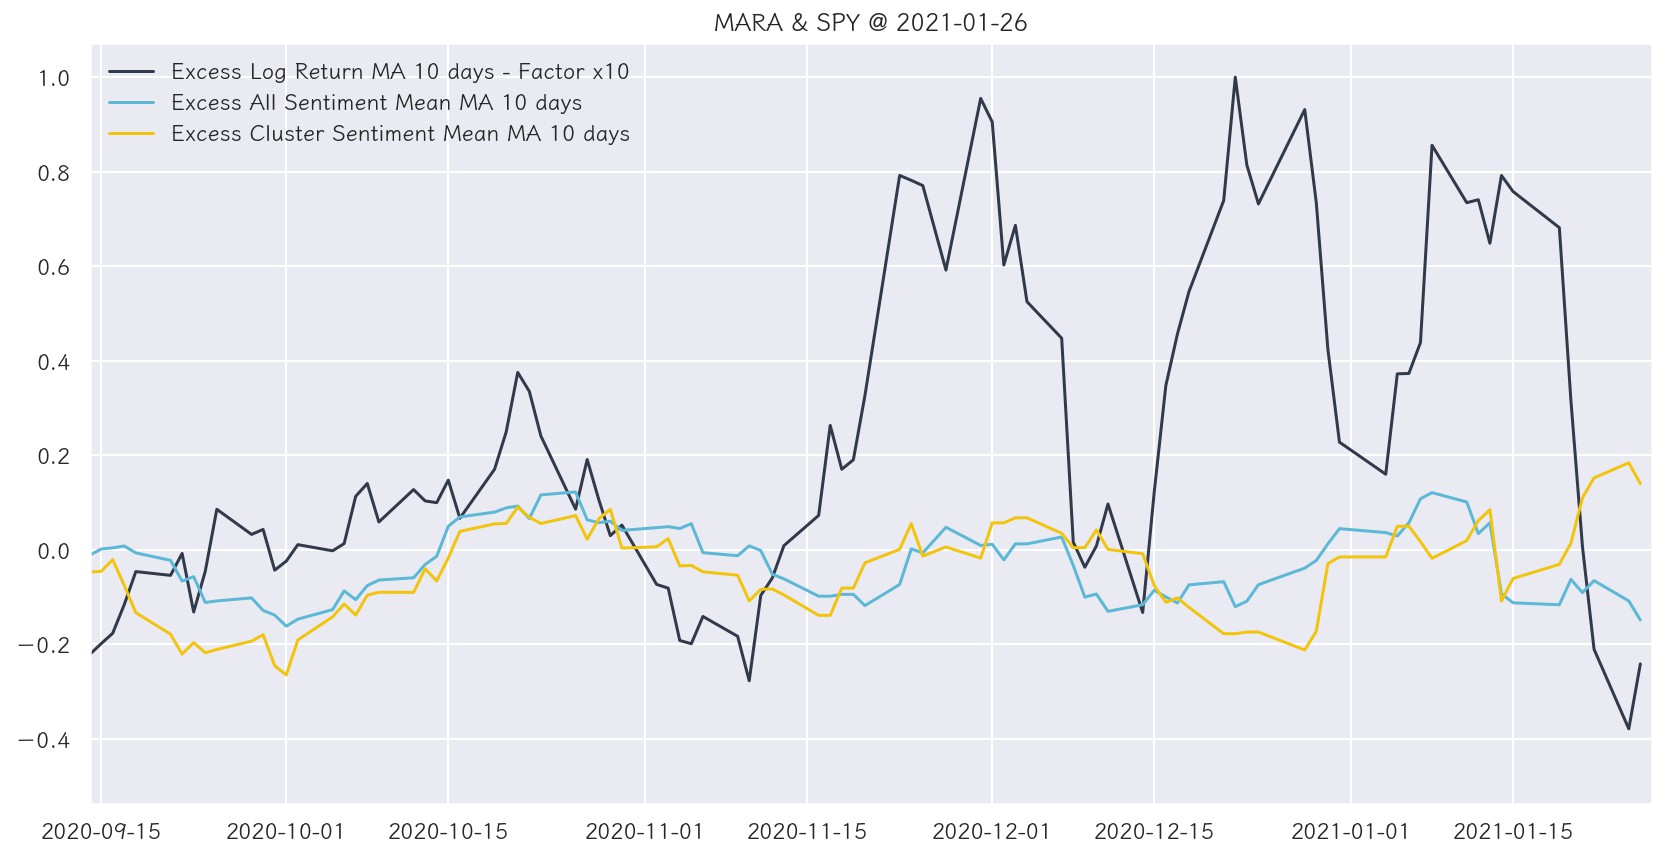 MARA & SPY @ 2021-01-26
Excess Log Return MA 10 days - Factor x10
Excess All Sentiment Mean MA 10 days
Excess Cluster Sentiment Mean MA 10 days
1.0
0.8
0.6
0.4
0.2
0.0
−0.2
−0.4
2020-09-15 2020-10-01 2020-10-15 2020-11-01 2020-11-15 2020-12-01 2020-12-15 2021-01-01 2021-01-15